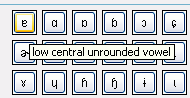 ɐ ɑ ɒ ɓ ɔ ɕ
low central unrounded vowel
ɤ ɥ ɦ ɧ ɨ ɩ